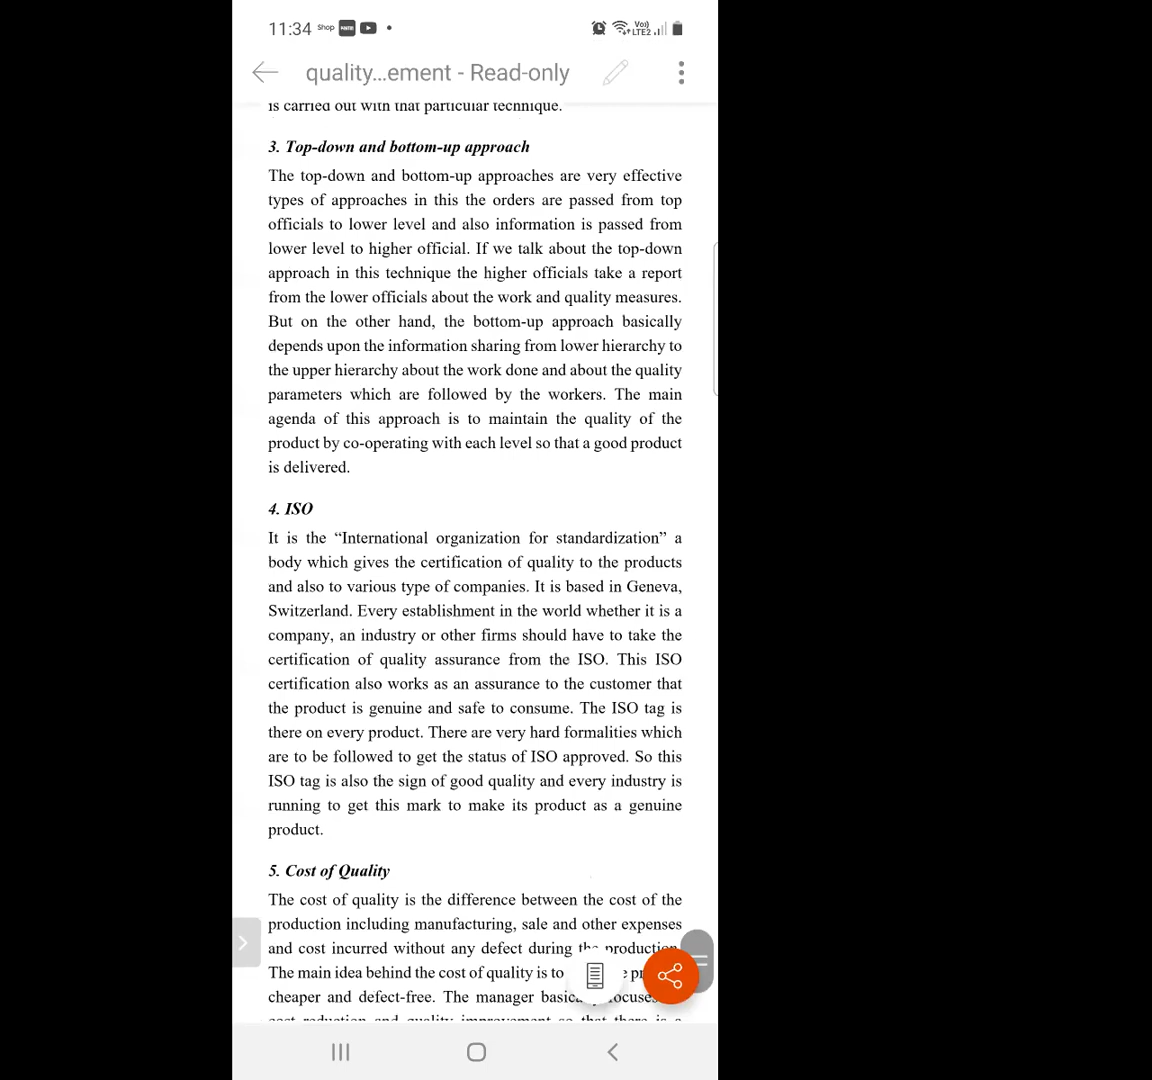 11:34 Shop
Vo))
LTE2
quality...ement - Read-only
is carried out with that particular technique.
3. Top-down and bottom-up approach
The top-down and bottom-up approaches are very effective
types of approaches in this the orders are passed from top
officials to lower level and also information is passed from
lower level to higher official. If we talk about the top-down
approach in this technique the higher officials take a report
from the lower officials about the work and quality measures.
But on the other hand, the bottom-up approach basically
depends upon the information sharing from lower hierarchy to
the upper hierarchy about the work done and about the quality
parameters which are followed by the workers. The main
agenda of this approach is to maintain the quality of the
product by co-operating with each level so that a good product
is delivered.
4. ISO
It is the “International organization for standardization” a
body which gives the certification of quality to the products
and also to various type of companies. It is based in Geneva,
Switzerland. Every establishment in the world whether it is a
company, an industry or other firms should have to take the
certification of quality assurance from the ISO. This ISO
certification also works as an assurance to the customer that
the product is genuine and safe to consume. The ISO tag is
there on every product. There are very hard formalities which
are to be followed to get the status of ISO approved. So this
ISO tag is also the sign of good quality and every industry is
running to get this mark to make its product as a genuine
product.
5. Cost of Quality
The cost of quality is the difference between the cost of the
production including manufacturing, sale and other expenses
and cost incurred without any defect during production.
The main idea behind the cost of quality is to
cheaper and defect-free. The manager
cost reduction and quality improvement so that there is a